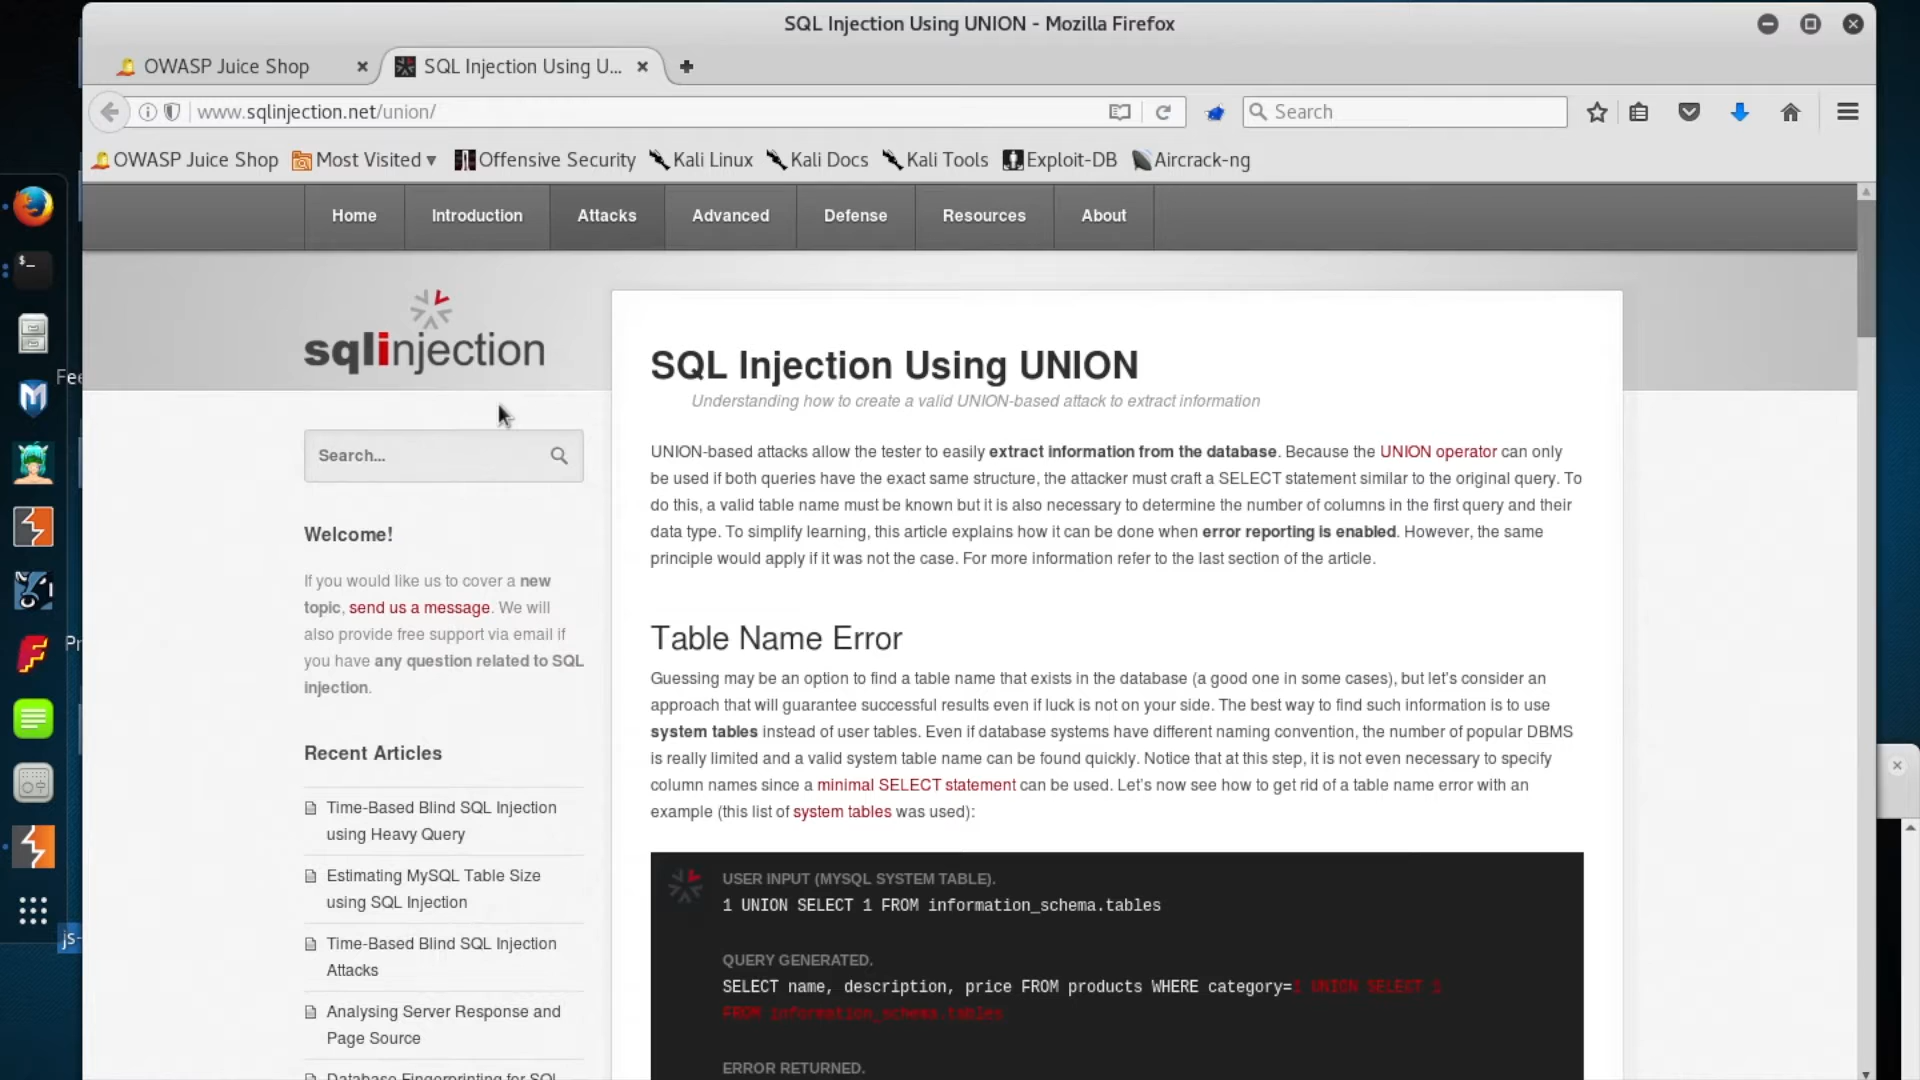 SQL Injection Using UNION - Mozilla Firefox
OWASP Juice Shop
SQL Injection Using U...
www.sqlinjection.net/union/
Search
OWASP Juice Shop
Most Visited
Offensive Security
Kali Linux
Kali Docs
Kali Tools
Exploit-DB
Aircrack-ng
Home
Introduction
Attacks
Advanced
Defense
Resources
About
sqlinjection
Search...
Welcome!
If you would like us to cover a new
topic, send us a message. We will
also provide free support via email if
you have any question related to SQL
injection.
Recent Articles
Time-Based Blind SQL Injection
using Heavy Query
Estimating MySQL Table Size
using SQL Injection
Time-Based Blind SQL Injection
Attacks
Analysing Server Response and
Page Source
Database Fingerprinting for SQL
SQL Injection Using UNION
Understanding how to create a valid UNION-based attack to extract information
UNION-based attacks allow the tester to easily extract information from the database. Because the UNION operator can only
be used if both queries have the exact same structure, the attacker must craft a SELECT statement similar to the original query. To
do this, a valid table name must be known but it is also necessary to determine the number of columns in the first query and their
data type. To simplify learning, this article explains how it can be done when error reporting is enabled. However, the same
principle would apply if it was not the case. For more information refer to the last section of the article.
Table Name Error
Guessing may be an option to find a table name that exists in the database (a good one in some cases), but let's consider an
approach that will guarantee successful results even if luck is not on your side. The best way to find such information is to use
system tables instead of user tables. Even if database systems have different naming convention, the number of popular DBMS
is really limited and a valid system table name can be found quickly. Notice that at this step, it is not even necessary to specify
column names since a minimal SELECT statement can be used. Let's now see how to get rid of a table name error with an
example (this list of system tables was used):
USER INPUT (MYSQL SYSTEM TABLE).
1 UNION SELECT 1 FROM information_schema.tables
QUERY GENERATED.
SELECT name, description, price FROM products WHERE category=1 UNION SELECT 1
FROM information_schema.tables
ERROR RETURNED.
Fee
Pr
js-